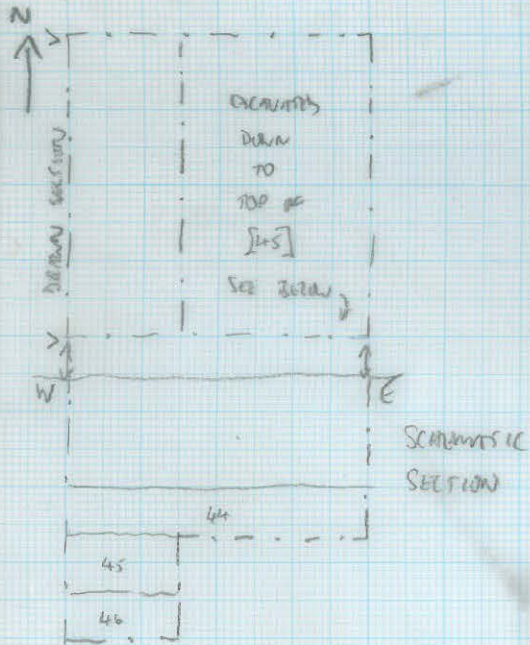 N
DRAWN SECTION
EXCAVATED
DOWN
TO
TOP OF
[45]
SEE BELOW
W
E
SCHEMATIC
SECTION
44
45
46